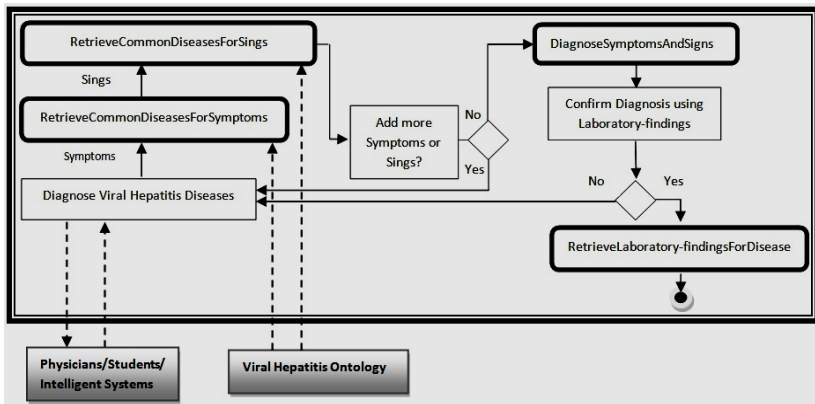 RetrieveCommonDiseasesForSings
Sings
RetrieveCommonDiseasesForSymptoms
Symptoms
Diagnose Viral Hepatitis Diseases
Add more
Symptoms or
Sings?
No
Yes
DiagnoseSymptomsAndSigns
Confirm Diagnosis using
Laboratory-findings
No
Yes
RetrieveLaboratory-findingsForDisease
Physicians/Students/
Intelligent Systems
Viral Hepatitis Ontology